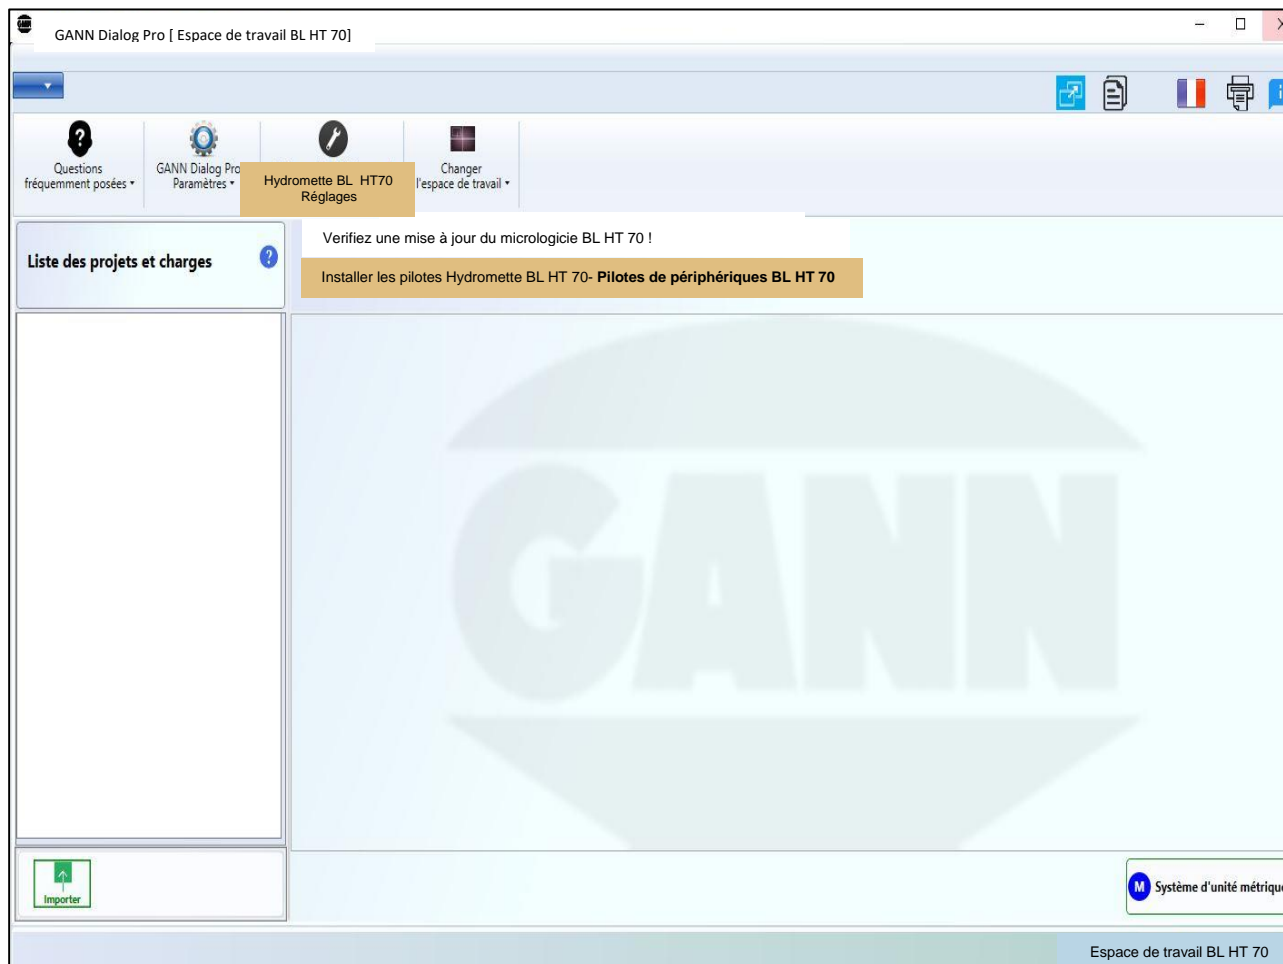 GANN Dialog Pro [ Espace de travail BL HT 70]
Questions
fréquemment posées
GANN Dialog Pro
Paramètres
Hydromette BL HT70
Réglages
Changer
l'espace de travail
Liste des projets et charges
?
Verifiez une mise à jour du micrologicie BL HT 70 !
Installer les pilotes Hydromette BL HT 70- Pilotes de périphériques BL HT 70
GANN
Importer
M Système d'unité métrique
Espace de travail BL HT 70